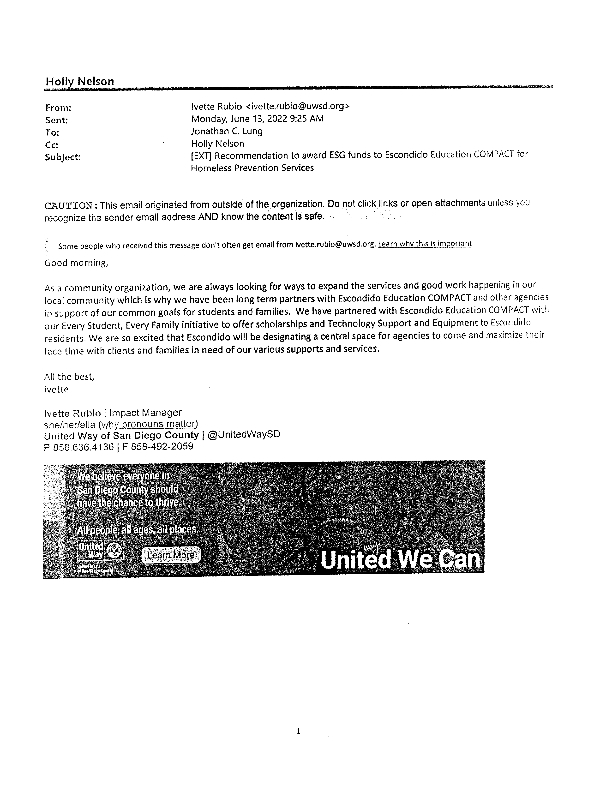 Holly Nelson
From: Ivette Rubio <ivette.rubio@uwsd.org>
Sent: Monday, June 13, 2022 9:25 AM
To: Jonathan C. Lung
Cc: Holly Nelson
Subject: [EXT] Recommendation to award ESG funds to Escondido Education COMPACT for
Homeless Prevention Services
CAUTION: This email originated from outside of the organization. Do not click links or open attachments unless you
recognize the sender email address AND know the content is safe.
Some people who received this message don't often get email from ivette.rubio@uwsd.org. Learn why this is important
Good morning,
As a community organization, we are always looking for ways to expand the services and good work happening in our
local community which is why we have been long term partners with Escondido Education COMPACT and other agencies
in support of our common goals for students and families. We have partnered with Escondido Education COMPACT with
our Every Student, Every Family initiative to offer scholarships and Technology Support and Equipment to Escondido
residents. We are so excited that Escondido will be designating a central space for agencies to come and maximize their
face time with clients and families in need of our various supports and services.
All the best,
Ivette
Ivette Rubio | Impact Manager
she/her/ella (why pronouns matter)
United Way of San Diego County | @UnitedWaySD
P 858.636.4136 | F 858-492-2059
We believe everyone in
San Diego County should
have the chance to thrive.
All people, all ages, all places.
United
Way
Learn More
United We Can
1